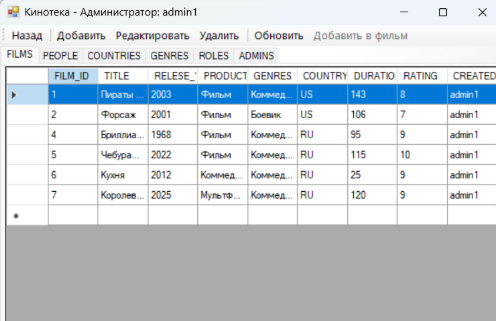 Кинотека - Администратор: admin1
Назад Добавить Редактировать Удалить Обновить Добавить в фильм
FILMS PEOPLE COUNTRIES GENRES ROLES ADMINS
FILM_ID TITLE RELESE_ PRODUCT GENRES COUNTRY DURATIO RATING CREATED
1 Пираты ... 2003 Фильм Коммед... US 143 8 admin1
2 Форсаж 2001 Фильм Боевик US 106 7 admin1
4 Бриллиа... 1968 Фильм Коммед... RU 95 9 admin1
5 Чебура... 2022 Фильм Коммед... RU 115 10 admin1
6 Кухня 2012 Коммед... Коммед... RU 25 9 admin1
7 Королев... 2025 Мультф... Коммед... RU 120 9 admin1